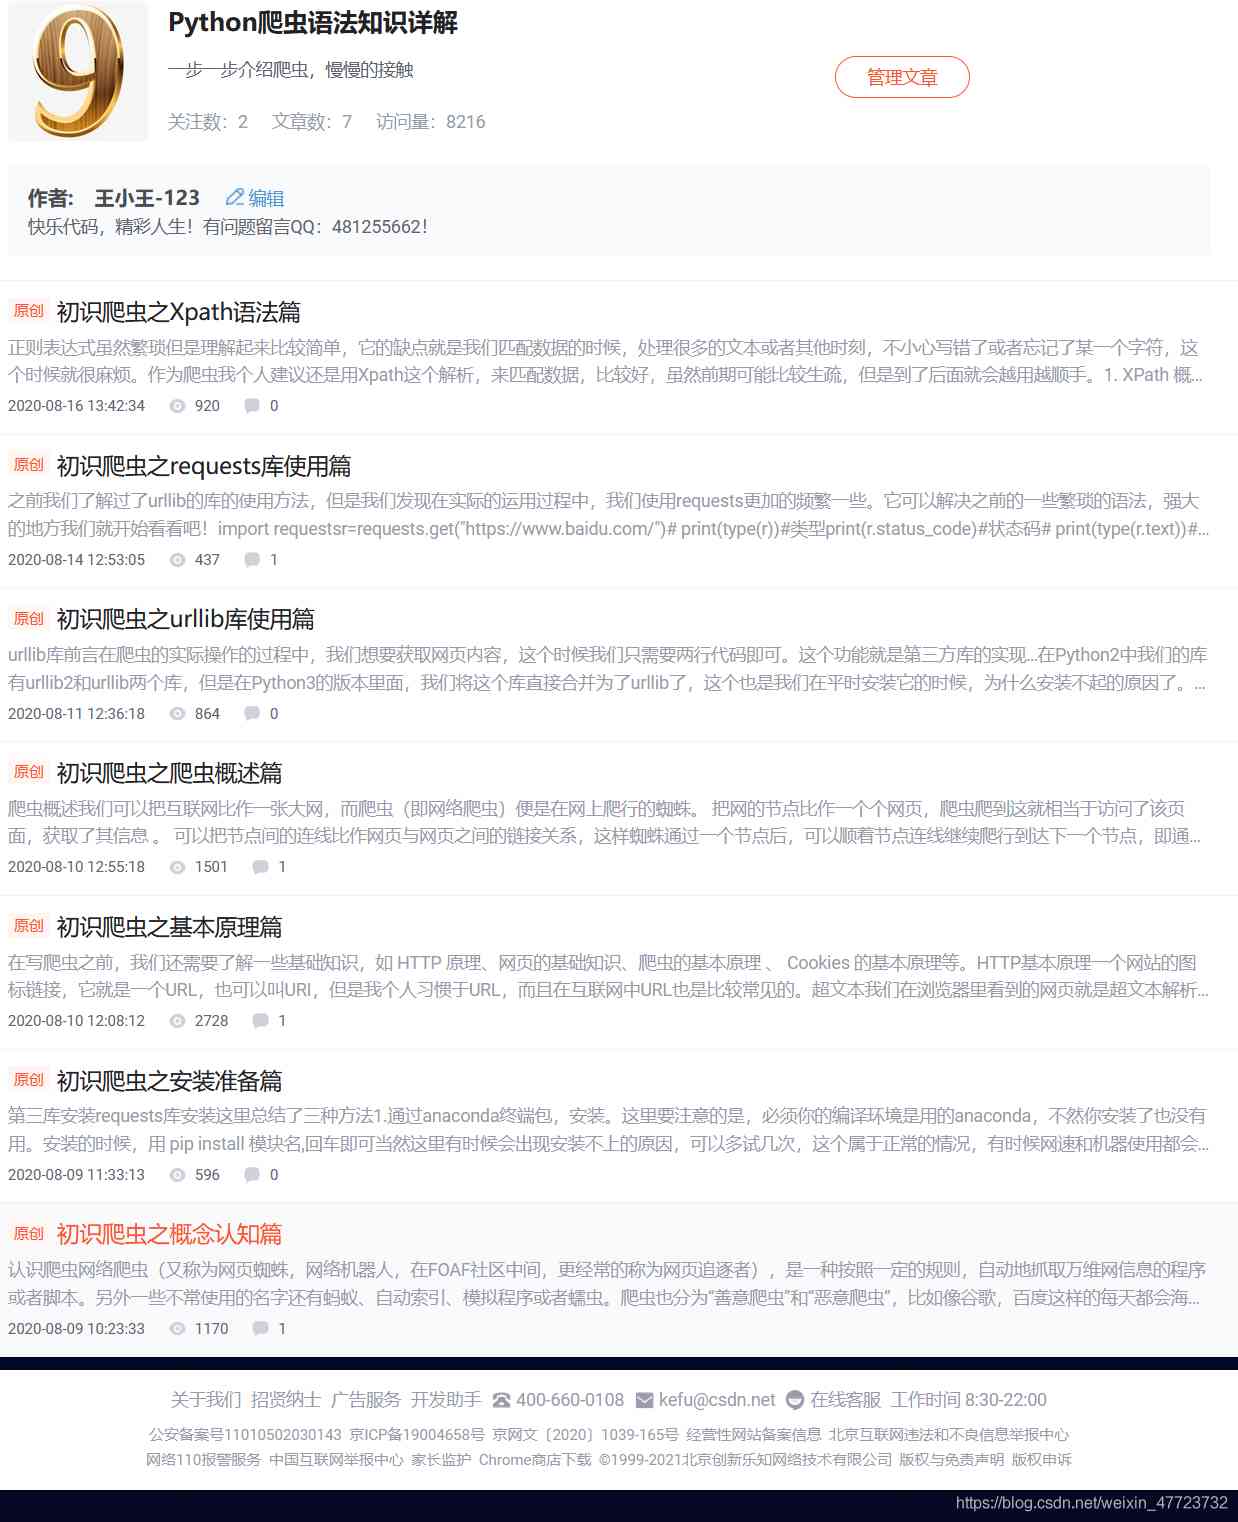 9
Python爬虫语法知识详解
一步一步介绍爬虫，慢慢的接触
管理文章
关注数：2 文章数：7 访问量：8216
作者: 王小王-123 编辑
快乐代码，精彩人生！有问题留言QQ：481255662！
原创 初识爬虫之Xpath语法篇
正则表达式虽然繁琐但是理解起来比较简单，它的缺点就是我们匹配数据的时候，处理很多的文本或者其他时刻，不小心写错了或者忘记了某一个字符，这
个时候就很麻烦。作为爬虫我个人建议还是用Xpath这个解析，来匹配数据，比较好，虽然前期可能比较生疏，但是到了后面就会越用越顺手。1. XPath 概...
2020-08-16 13:42:34 920 0
原创 初识爬虫之requests库使用篇
之前我们了解过了urllib的库的使用方法，但是我们发现在实际的运用过程中，我们使用requests更加的频繁一些。它可以解决之前的一些繁琐的语法，强大
的地方我们就开始看看吧！import requestsr=requests.get("https://www.baidu.com/")# print(type(r))#类型print(r.status_code)#状态码# print(type(r.text))#...
2020-08-14 12:53:05 437 1
原创 初识爬虫之urllib库使用篇
urllib库前言在爬虫的实际操作的过程中，我们想要获取网页内容，这个时候我们只需要两行代码即可。这个功能就是第三方库的实现...在Python2中我们的库
有urllib2和urllib两个库，但是在Python3的版本里面，我们将这个库直接合并为了urllib了，这个也是我们在平时安装它的时候，为什么安装不起的原因了。...
2020-08-11 12:36:18 864 0
原创 初识爬虫之爬虫概述篇
爬虫概述我们可以把互联网比作一张大网，而爬虫（即网络爬虫）便是在网上爬行的蜘蛛。 把网的节点比作一个个网页，爬虫爬到这就相当于访问了该页
面，获取了其信息 。 可以把节点间的连线比作网页与网页之间的链接关系，这样蜘蛛通过一个节点后，可以顺着节点连线继续爬行到达下一个节点，即通...
2020-08-10 12:55:18 1501 1
原创 初识爬虫之基本原理篇
在写爬虫之前，我们还需要了解一些基础知识，如 HTTP 原理、网页的基础知识、爬虫的基本原理 、 Cookies 的基本原理等。HTTP基本原理一个网站的图
标链接，它就是一个URL，也可以叫URI，但是我个人习惯于URL，而且在互联网中URL也是比较常见的。超文本我们在浏览器里看到的网页就是超文本解析...
2020-08-10 12:08:12 2728 1
原创 初识爬虫之安装准备篇
第三库安装requests库安装这里总结了三种方法1.通过anaconda终端包，安装。这里要注意的是，必须你的编译环境是用的anaconda，不然你安装了也没有
用。安装的时候，用 pip install 模块名,回车即可当然这里有时候会出现安装不上的原因，可以多试几次，这个属于正常的情况，有时候网速和机器使用都会...
2020-08-09 11:33:13 596 0
原创 初识爬虫之概念认知篇
认识爬虫网络爬虫（又称为网页蜘蛛，网络机器人，在FOAF社区中间，更经常的称为网页追逐者），是一种按照一定的规则，自动地抓取万维网信息的程序
或者脚本。另外一些不常使用的名字还有蚂蚁、自动索引、模拟程序或者蠕虫。爬虫也分为“善意爬虫”和“恶意爬虫”，比如像谷歌，百度这样的每天都会海...
2020-08-09 10:23:33 1170 1
关于我们 招贤纳士 广告服务 开发助手 400-660-0108 kefu@csdn.net 在线客服 工作时间 8:30-22:00
公安备案号11010502030143 京ICP备19004658号 京网文〔2020〕1039-165号 经营性网站备案信息 北京互联网违法和不良信息举报中心
网络110报警服务 中国互联网举报中心 家长监护 Chrome商店下载 ©1999-2021北京创新乐知网络技术有限公司 版权与免责声明 版权申诉
https://blog.csdn.net/weixin_47723732